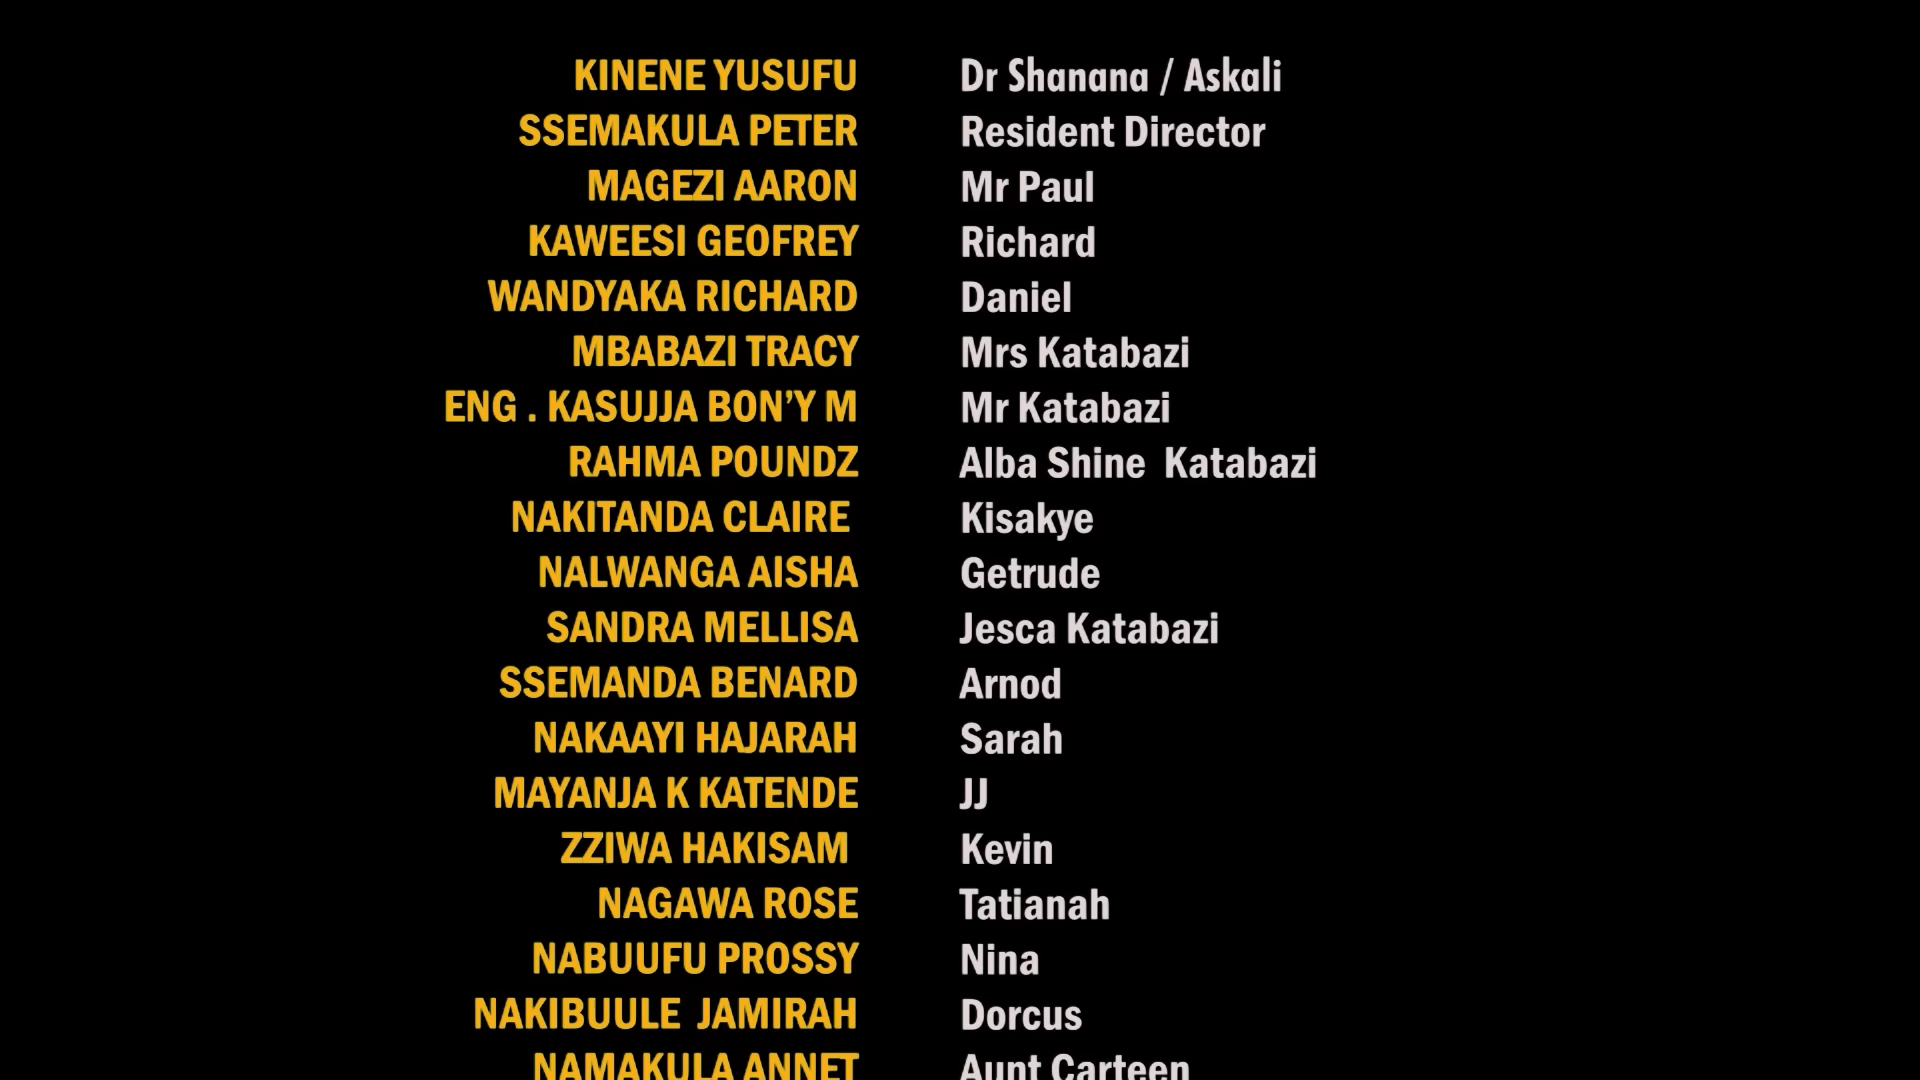 KINENE YUSUFU Dr Shanana / Askali
SSEMAKULA PETER Resident Director
MAGEZI AARON Mr Paul
KAWEESI GEOFREY Richard
WANDYAKA RICHARD Daniel
MBABAZI TRACY Mrs Katabazi
ENG . KASUJJA BON’Y M Mr Katabazi
RAHMA POUNDZ Alba Shine Katabazi
NAKITANDA CLAIRE Kisakye
NALWANGA AISHA Getrude
SANDRA MELLISA Jesca Katabazi
SSEMANDA BENARD Arnod
NAKAAYI HAJARAH Sarah
MAYANJA K KATENDE JJ
ZZIWA HAKISAM Kevin
NAGAWA ROSE Tatianah
NABUUFU PROSSY Nina
NAKIBUULE JAMIRAH Dorcus
NAMAKULA ANNET Aunt Carteen